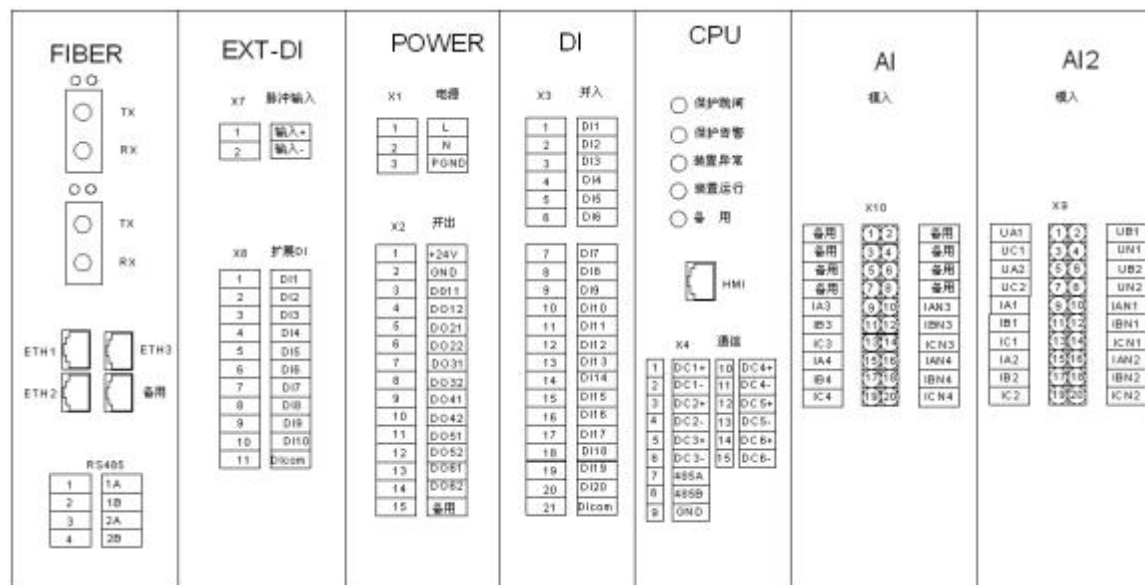 FIBER
TX
RX
TX
RX
ETH1
ETH3
ETH2
备用
RS485
1 1A
2 1B
3 2A
4 2B
EXT-DI
X7 脉冲输入
1 输入+
2 输入-
X8 扩展DI
1 DI1
2 DI2
3 DI3
4 DI4
5 DI5
6 DI6
7 DI7
8 DI8
9 DI9
10 DI10
11 DIcom
POWER
X1 电源
1 L
2 N
3 PGND
X2 开出
1 +24V
2 GND
3 DO11
4 DO12
5 DO21
6 DO22
7 DO31
8 DO32
9 DO41
10 DO42
11 DO51
12 DO52
13 DO61
14 DO62
15 备用
DI
X3 开入
1 DI1
2 DI2
3 DI3
4 DI4
5 DI5
6 DI6
7 DI7
8 DI8
9 DI9
10 DI10
11 DI11
12 DI12
13 DI13
14 DI14
15 DI15
16 DI16
17 DI17
18 DI18
19 DI19
20 DI20
21 DIcom
CPU
保护跳闸
保护告警
装置异常
装置运行
备 用
HMI
X4 通信
1 DC1+ 10 DC4+
2 DC1- 11 DC4-
3 DC2+ 12 DC5+
4 DC2- 13 DC5-
5 DC3+ 14 DC6+
6 DC3- 15 DC6-
7 485A
8 485B
9 GND
AI
模入
X10
备用 1 2 备用
备用 3 4 备用
备用 5 6 备用
备用 7 8 备用
IA3 9 10 IAN3
IB3 11 12 IBN3
IC3 13 14 ICN3
IA4 15 16 IAN4
IB4 17 18 IBN4
IC4 19 20 ICN4
AI2
模入
X9
UA1 1 2 UB1
UC1 3 4 UN1
UA2 5 6 UB2
UC2 7 8 UN2
IA1 9 10 IAN1
IB1 11 12 IBN1
IC1 13 14 ICN1
IA2 15 16 IAN2
IB2 17 18 IBN2
IC2 19 20 ICN2